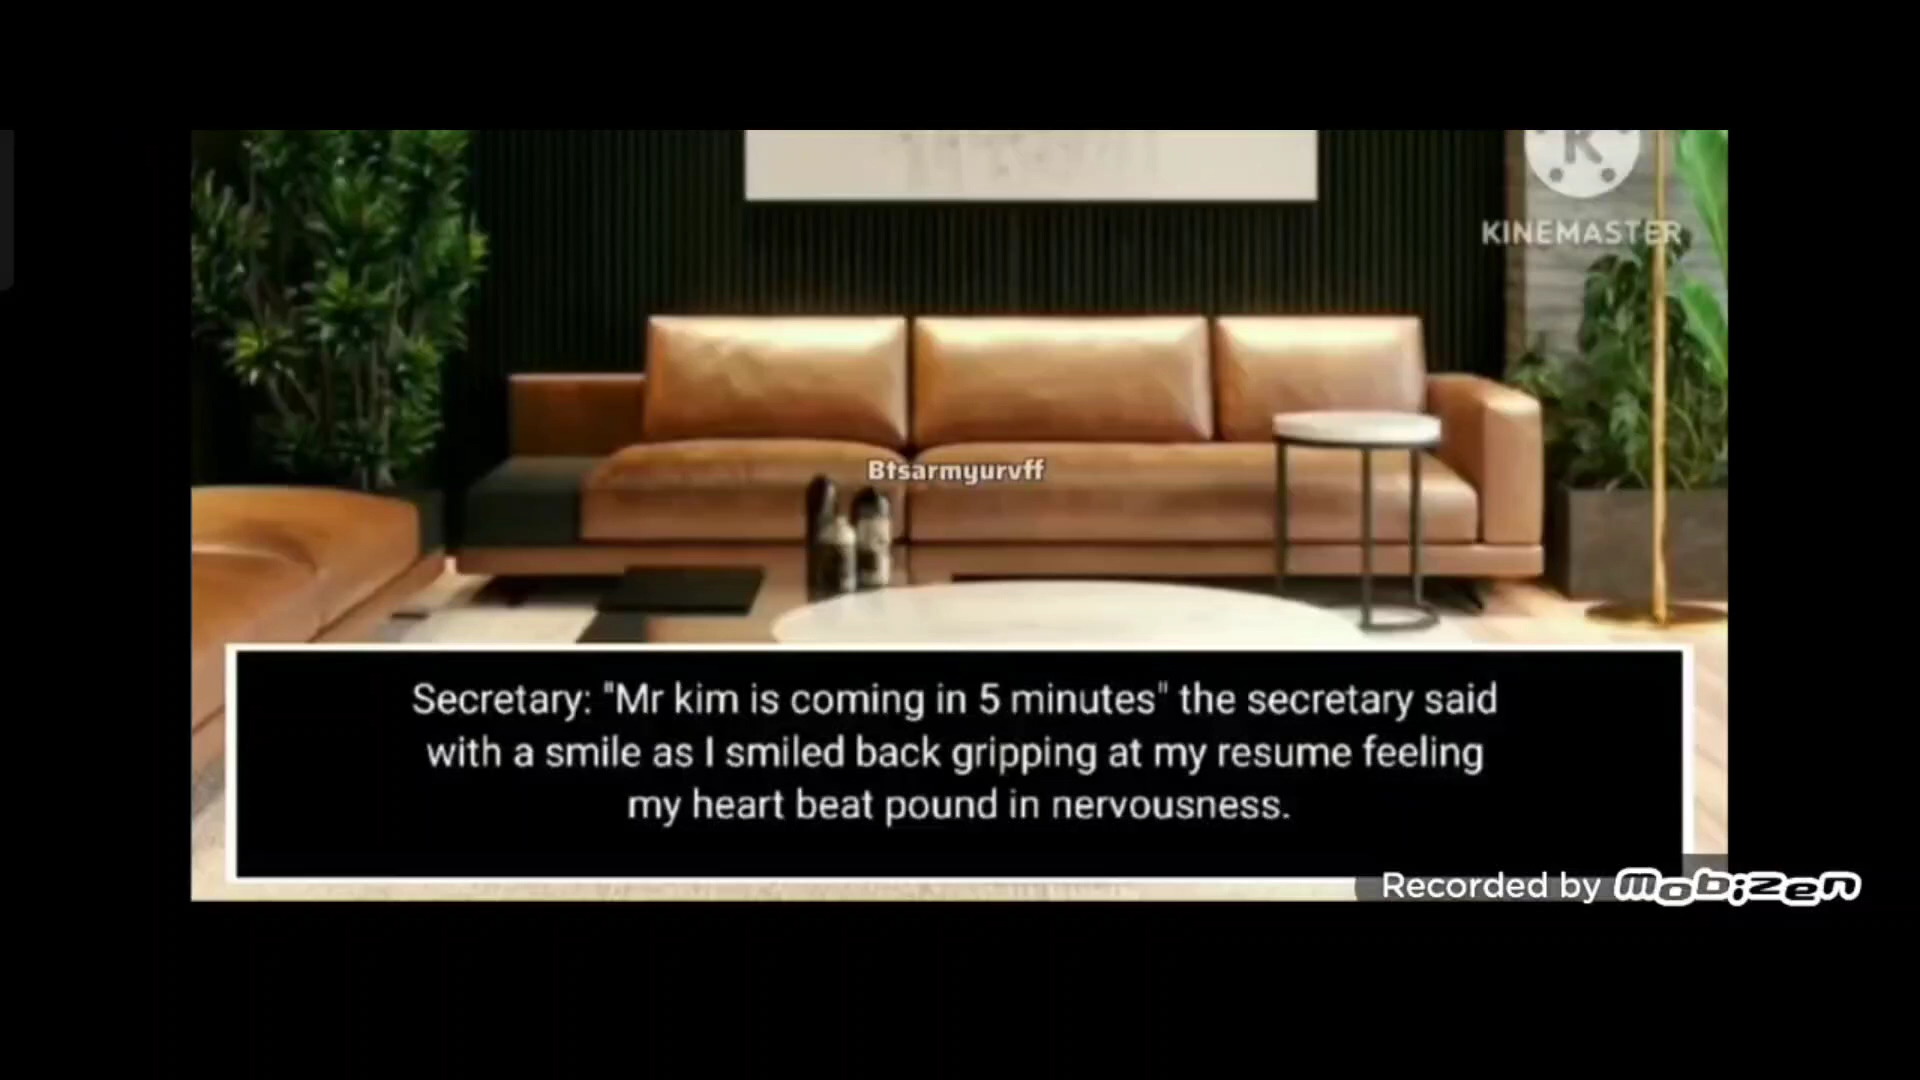 K
KINEMASTER
Btsarmyurvff
Secretary: "Mr kim is coming in 5 minutes" the secretary said
with a smile as I smiled back gripping at my resume feeling
my heart beat pound in nervousness.
Recorded by mobizen